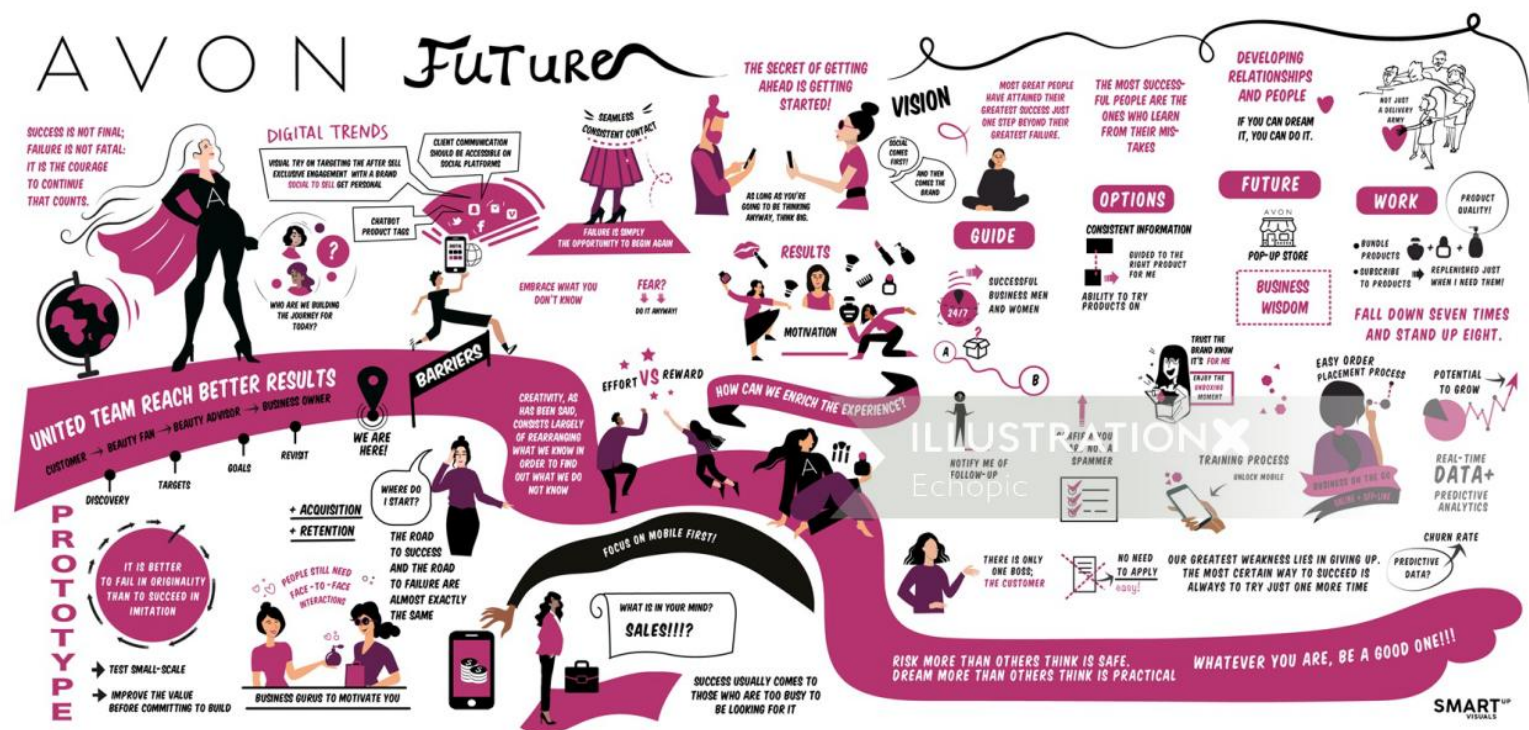 AVON FUTURE
SUCCESS IS NOT FINAL;
FAILURE IS NOT FATAL:
IT IS THE COURAGE
TO CONTINUE
THAT COUNTS.
A
DIGITAL TRENDS
VISUAL TRY ON TARGETING THE AFTER SELL
EXCLUSIVE ENGAGEMENT WITH A BRAND
SOCIAL TO SELL GET PERSONAL
CLIENT COMMUNICATION
SHOULD BE ACCESSIBLE ON
SOCIAL PLATFORMS
CHATBOT
PRODUCT TAGS
?
WHO ARE WE BUILDING
THE JOURNEY FOR
TODAY?
SEAMLESS
CONSISTENT CONTACT
FAILURE IS SIMPLY
THE OPPORTUNITY TO BEGIN AGAIN
EMBRACE WHAT YOU
DON'T KNOW
FEAR?
DO IT ANYWAY!
THE SECRET OF GETTING
AHEAD IS GETTING
STARTED!
AS LONG AS YOU'RE
GOING TO BE THINKING
ANYWAY, THINK BIG.
VISION
SOCIAL
COMES
FIRST!
AND THEN
COMES THE
BRAND
RESULTS
MOTIVATION
MOST GREAT PEOPLE
HAVE ATTAINED THEIR
GREATEST SUCCESS JUST
ONE STEP BEYOND THEIR
GREATEST FAILURE.
THE MOST SUCCESS-
FUL PEOPLE ARE THE
ONES WHO LEARN
FROM THEIR MIS-
TAKES
DEVELOPING
RELATIONSHIPS
AND PEOPLE
IF YOU CAN DREAM
IT, YOU CAN DO IT.
NOT JUST
A DELIVERY
ARMY
GUIDE
24/7
SUCCESSFUL
BUSINESS MEN
AND WOMEN
?
A
B
OPTIONS
CONSISTENT INFORMATION
GUIDED TO THE
RIGHT PRODUCT
FOR ME
ABILITY TO TRY
PRODUCTS ON
FUTURE
AVON
POP-UP STORE
BUSINESS
WISDOM
WORK
PRODUCT
QUALITY!
• BUNDLE
PRODUCTS
+ +
• SUBSCRIBE
TO PRODUCTS
REPLENISHED JUST
WHEN I NEED THEM!
FALL DOWN SEVEN TIMES
AND STAND UP EIGHT.
TRUST THE
BRAND KNOW
IT'S FOR ME
ENJOY THE
UNBOXING
MOMENT
EASY ORDER
PLACEMENT PROCESS
POTENTIAL
TO GROW
UNITED TEAM REACH BETTER RESULTS
CUSTOMER → BEAUTY FAN → BEAUTY ADVISOR → BUSINESS OWNER
DISCOVERY
TARGETS
GOALS
REVISIT
WE ARE
HERE!
BARRIERS
CREATIVITY, AS
HAS BEEN SAID,
CONSISTS LARGELY
OF REARRANGING
WHAT WE KNOW IN
ORDER TO FIND
OUT WHAT WE DO
NOT KNOW
EFFORT VS REWARD
HOW CAN WE ENRICH THE EXPERIENCE?
A
ILLUSTRATIONX
Echopic
NOTIFY ME OF
FOLLOW-UP
SPAMMER
TRAINING PROCESS
UNLOCK MOBILE
BUSINESS ON THE GO
ONLINE + OFF-LINE
REAL-TIME
DATA+
PREDICTIVE
ANALYTICS
CHURN RATE
PREDICTIVE
DATA?
PROTOTYPE
IT IS BETTER
TO FAIL IN ORIGINALITY
THAN TO SUCCEED IN
IMITATION
TEST SMALL-SCALE
IMPROVE THE VALUE
BEFORE COMMITTING TO BUILD
+ ACQUISITION
+ RETENTION
PEOPLE STILL NEED
FACE-TO-FACE
INTERACTIONS
BUSINESS GURUS TO MOTIVATE YOU
WHERE DO
I START?
THE ROAD
TO SUCCESS
AND THE ROAD
TO FAILURE ARE
ALMOST EXACTLY
THE SAME
FOCUS ON MOBILE FIRST!
WHAT IS IN YOUR MIND?
SALES!!!?
SUCCESS USUALLY COMES TO
THOSE WHO ARE TOO BUSY TO
BE LOOKING FOR IT
THERE IS ONLY
ONE BOSS;
THE CUSTOMER
NO NEED
TO APPLY
easy!
OUR GREATEST WEAKNESS LIES IN GIVING UP.
THE MOST CERTAIN WAY TO SUCCEED IS
ALWAYS TO TRY JUST ONE MORE TIME
RISK MORE THAN OTHERS THINK IS SAFE.
DREAM MORE THAN OTHERS THINK IS PRACTICAL
WHATEVER YOU ARE, BE A GOOD ONE!!!
SMART UP
VISUALS